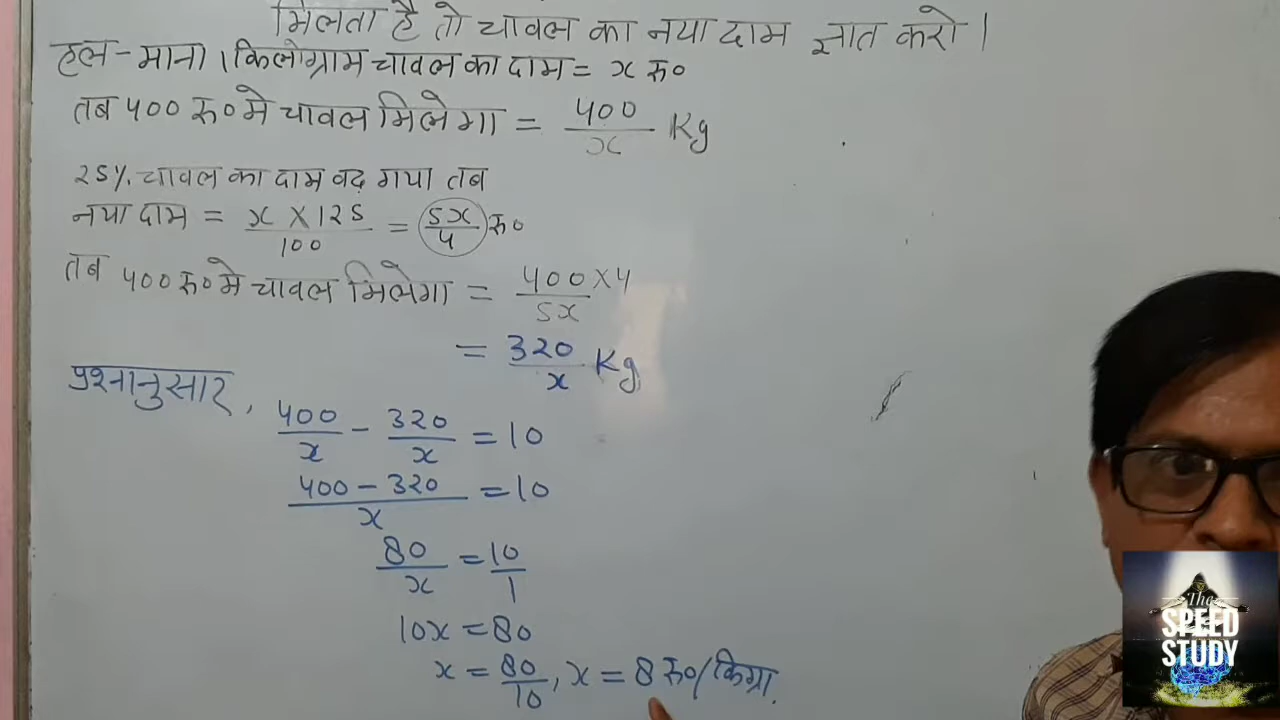 मिलता है तो चावल का नया दाम ज्ञात करो।
हल - माना 1 किलोग्राम चावल का दाम = x रु०
तब 400 रु० मे चावल मिलेगा = 400/x Kg
25% चावल का दाम बढ़ गया तब
नया दाम = x X 125/100 = 5x/4 रु०
तब 400 रु० मे चावल मिलेगा = 400 x 4/5x
= 320/x Kg
प्रश्नानुसार,
400/x - 320/x = 10
400 - 320/x = 10
80/x = 10/1
10x = 80
x = 80/10, x = 8 रु०/किग्रा.
The
SPEED
STUDY